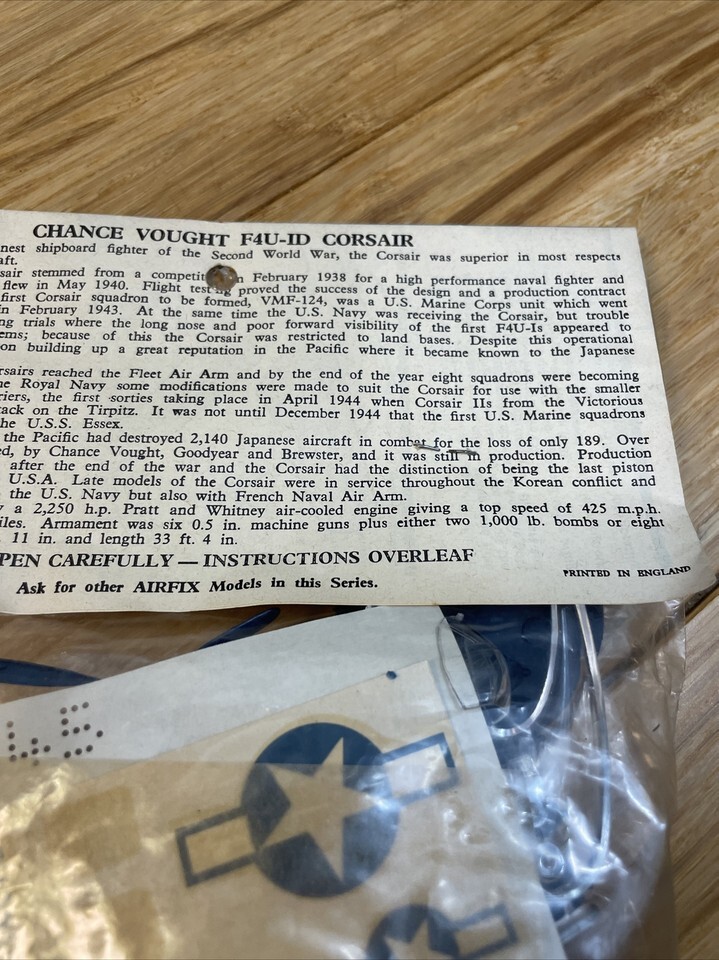 CHANCE VOUGHT F4U-ID CORSAIR
nest shipboard fighter of the Second World War, the Corsair was superior in most respects
aft.
sair stemmed from a competit n February 1938 for a high performance naval fighter and
flew in May 1940. Flight test g proved the success of the design and a production contract
first Corsair squadron to be formed, VMF-124, was a U.S. Marine Corps unit which went
in February 1943. At the same time the U.S. Navy was receiving the Corsair, but trouble
ng trials where the long nose and poor forward visibility of the first F4U-Is appeared to
ems; because of this the Corsair was restricted to land bases. Despite this operational
on building up a great reputation in the Pacific where it became known to the Japanese
rsairs reached the Fleet Air Arm and by the end of the year eight squadrons were becoming
he Royal Navy some modifications were made to suit the Corsair for use with the smaller
riers, the first sorties taking place in April 1944 when Corsair IIs from the Victorious
tack on the Tirpitz. It was not until December 1944 that the first U.S. Marine squadrons
the U.S.S. Essex.
the Pacific had destroyed 2,140 Japanese aircraft in combat for the loss of only 189. Over
ed, by Chance Vought, Goodyear and Brewster, and it was still in production. Production
after the end of the war and the Corsair had the distinction of being the last piston
U.S.A. Late models of the Corsair were in service throughout the Korean conflict and
the U.S. Navy but also with French Naval Air Arm.
y a 2,250 h.p. Pratt and Whitney air-cooled engine giving a top speed of 425 m.p.h.
iles. Armament was six 0.5 in. machine guns plus either two 1,000 lb. bombs or eight
. 11 in. and length 33 ft. 4 in.
PEN CAREFULLY — INSTRUCTIONS OVERLEAF
PRINTED IN ENGLAND
Ask for other AIRFIX Models in this Series.